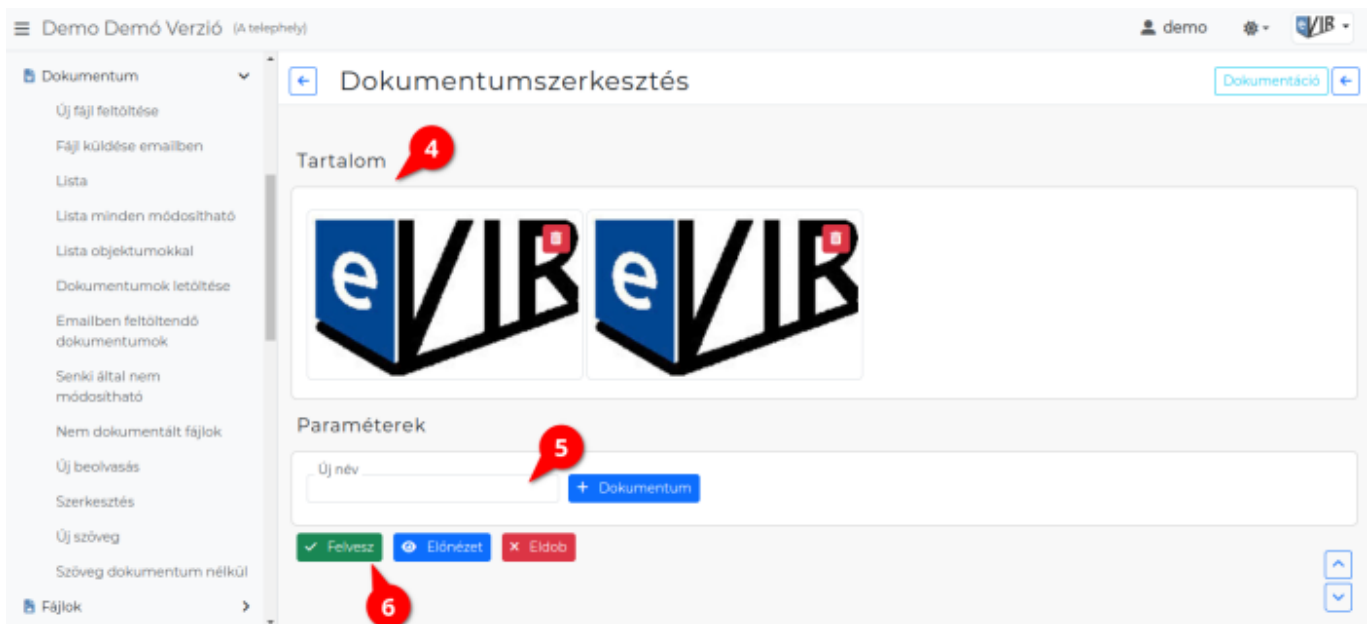 Demo Demó Verzió (A telephely)
demo
eVIR
Dokumentum
Új fájl feltöltése
Fájl küldése emailben
Lista
Lista minden módosítható
Lista objektumokkal
Dokumentumok letöltése
Emailben feltöltendő
dokumentumok
Senki által nem
módosítható
Nem dokumentált fájlok
Új beolvasás
Szerkesztés
Új szöveg
Szöveg dokumentum nélkül
Fájlok
Dokumentumszerkesztés
Dokumentáció
Tartalom
4
eVIR
eVIR
Paraméterek
5
Új név
+ Dokumentum
Felvesz
Előnézet
Eldob
6